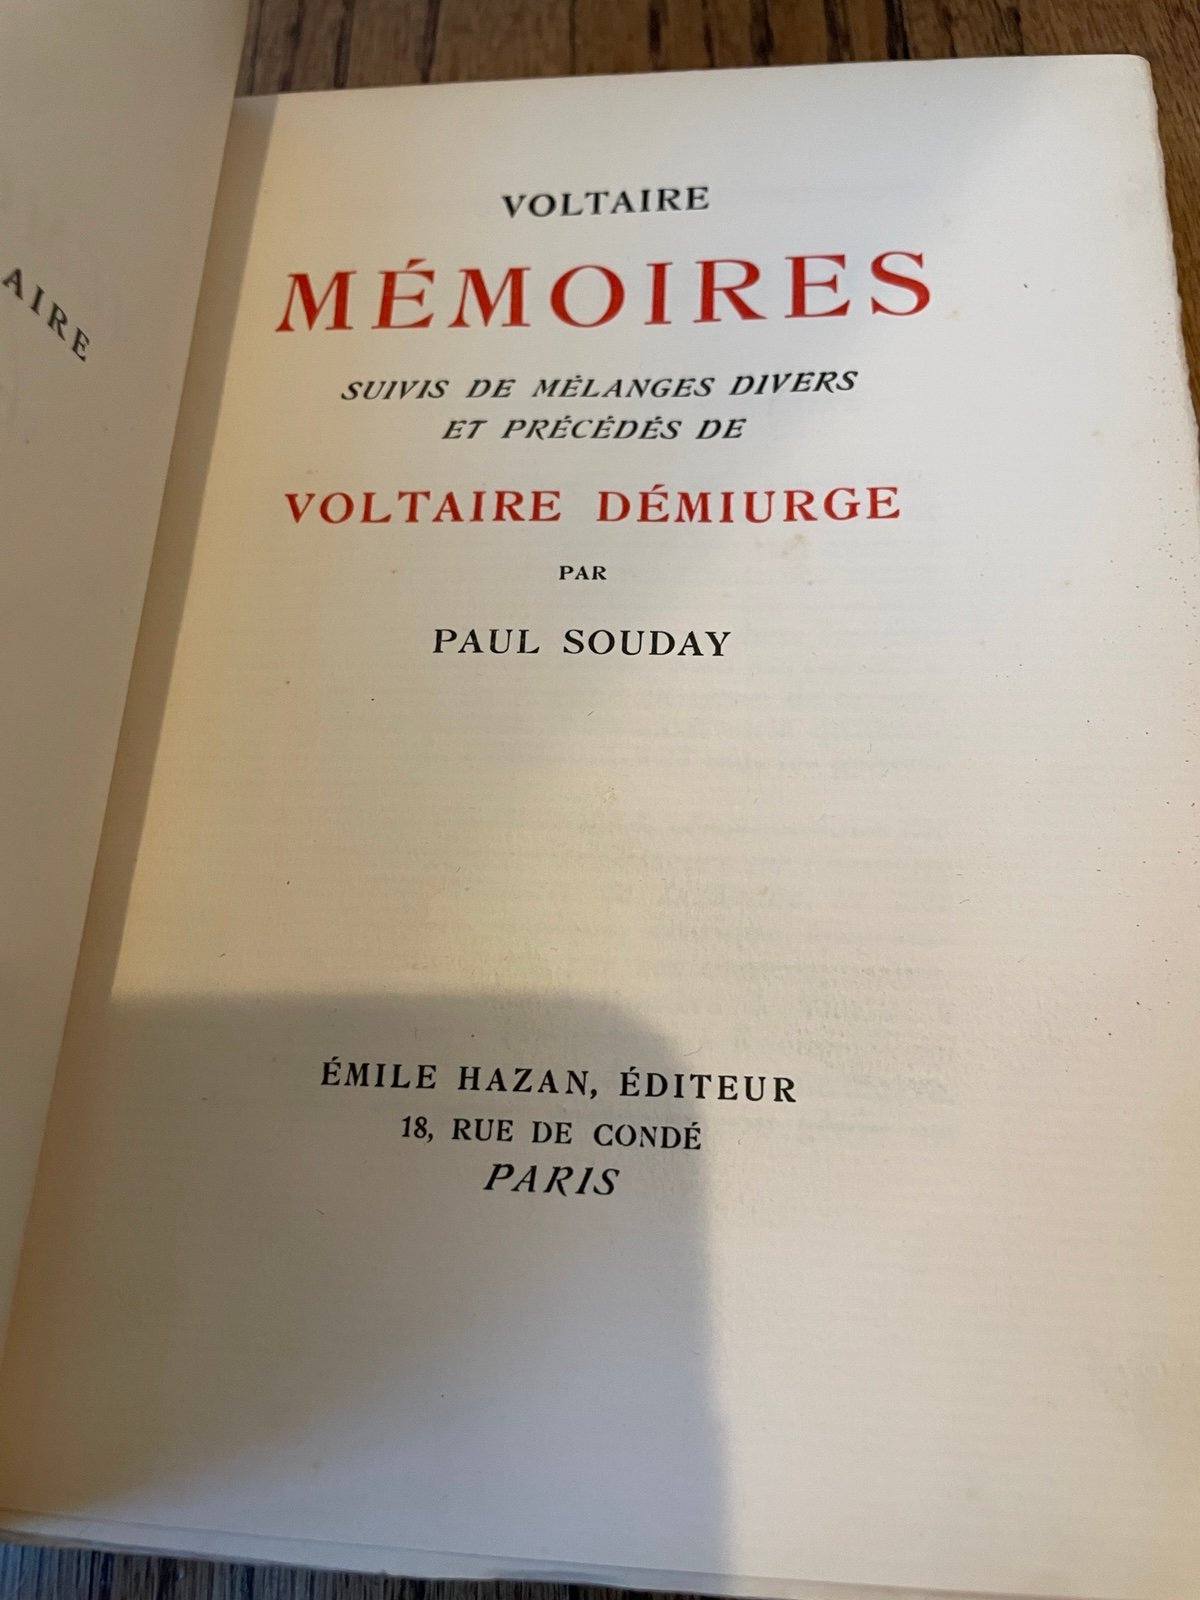 AIRE
VOLTAIRE
MÉMOIRES
SUIVIS DE MÉLANGES DIVERS
ET PRÉCÉDÉS DE
VOLTAIRE DÉMIURGE
PAR
PAUL SOUDAY
ÉMILE HAZAN, ÉDITEUR
18, RUE DE CONDÉ
PARIS